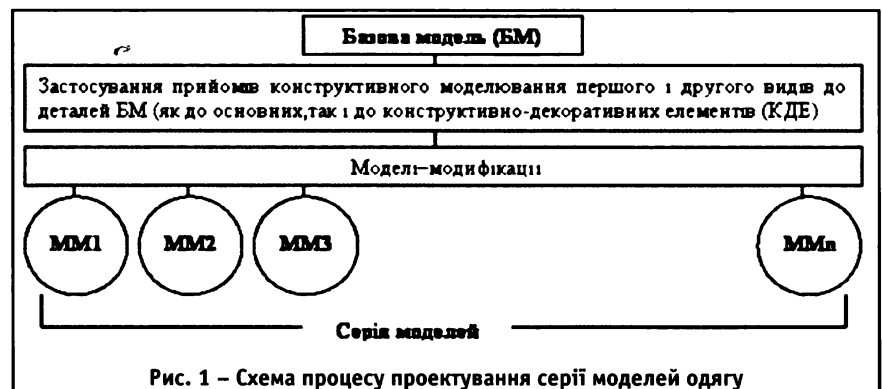 Базова модель (БМ)
Застосування прийомів конструктивного моделювання першого і другого видів до
деталей БМ (як до основних,так і до конструктивно-декоративних елементів (КДЕ)
Моделі-модифікації
ММ1 ММ2 ММ3 ММn
Серія моделей
Рис. 1 – Схема процесу проектування серії моделей одягу